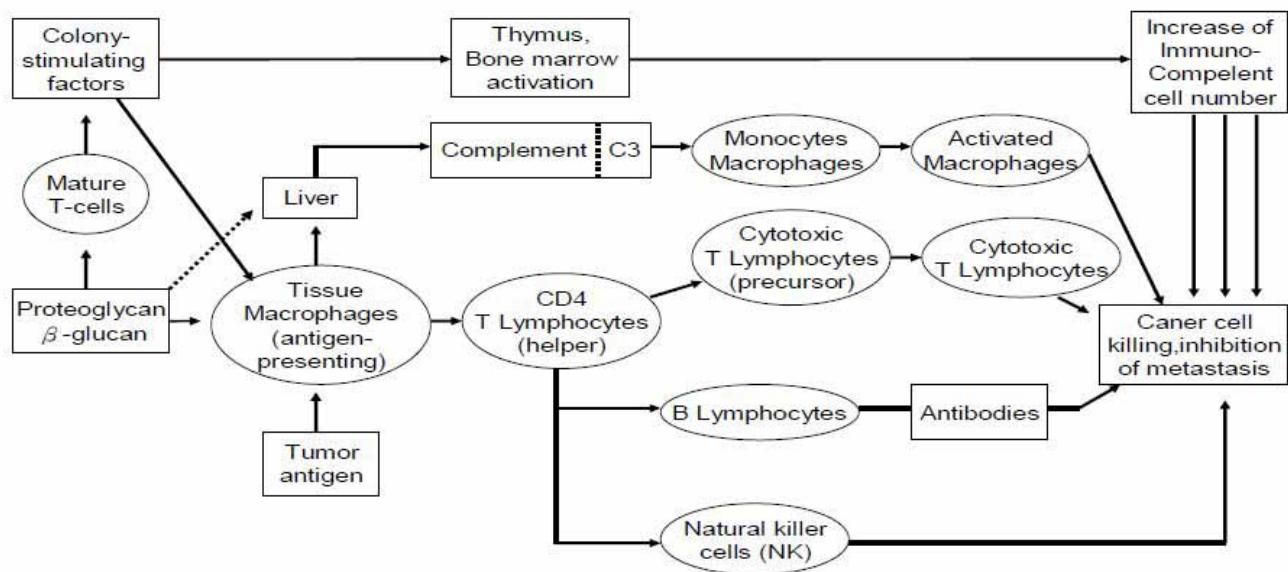 Colony-
stimulating
factors
Thymus,
Bone marrow
activation
Increase of
Immuno-
Compelent
cell number
Mature
T-cells
Liver
Complement
C3
Monocytes
Macrophages
Activated
Macrophages
Proteoglycan
β-glucan
Tissue
Macrophages
(antigen-
presenting)
CD4
T Lymphocytes
(helper)
Cytotoxic
T Lymphocytes
(precursor)
Cytotoxic
T Lymphocytes
Caner cell
killing,inhibition
of metastasis
B Lymphocytes
Antibodies
Tumor
antigen
Natural killer
cells (NK)